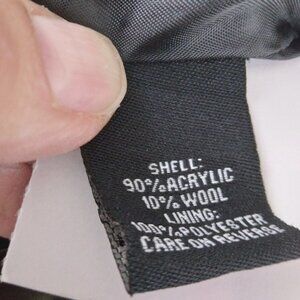 SHELL:
90% ACRYLIC
10% WOOL
LINING:
100% POLYESTER
CARE ON REVERSE